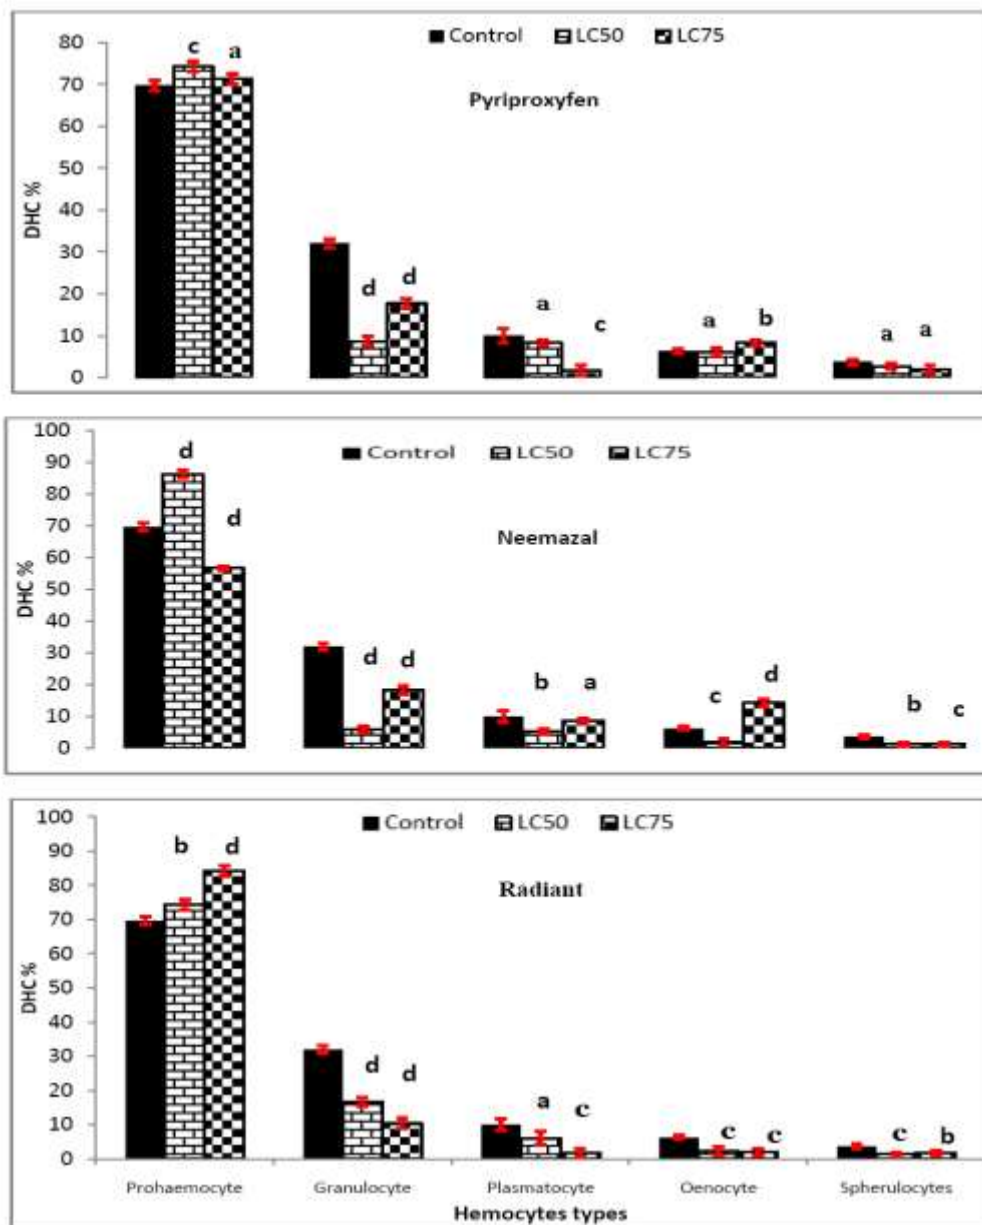 Control LC50 LC75
80
70
60
50
40
30
20
10
0
DHC %
Pyriproxyfen
c a
d d
a c
a b
a a
Control LC50 LC75
100
90
80
70
60
50
40
30
20
10
0
DHC %
Neemazal
d d
d d
b a
c d
b c
Control LC50 LC75
100
90
80
70
60
50
40
30
20
10
0
DHC %
Radiant
b d
d d
a c
c c
c b
Prohaemocyte Granulocyte Plasmatocyte Oenocyte Spherulocytes
Hemocytes types